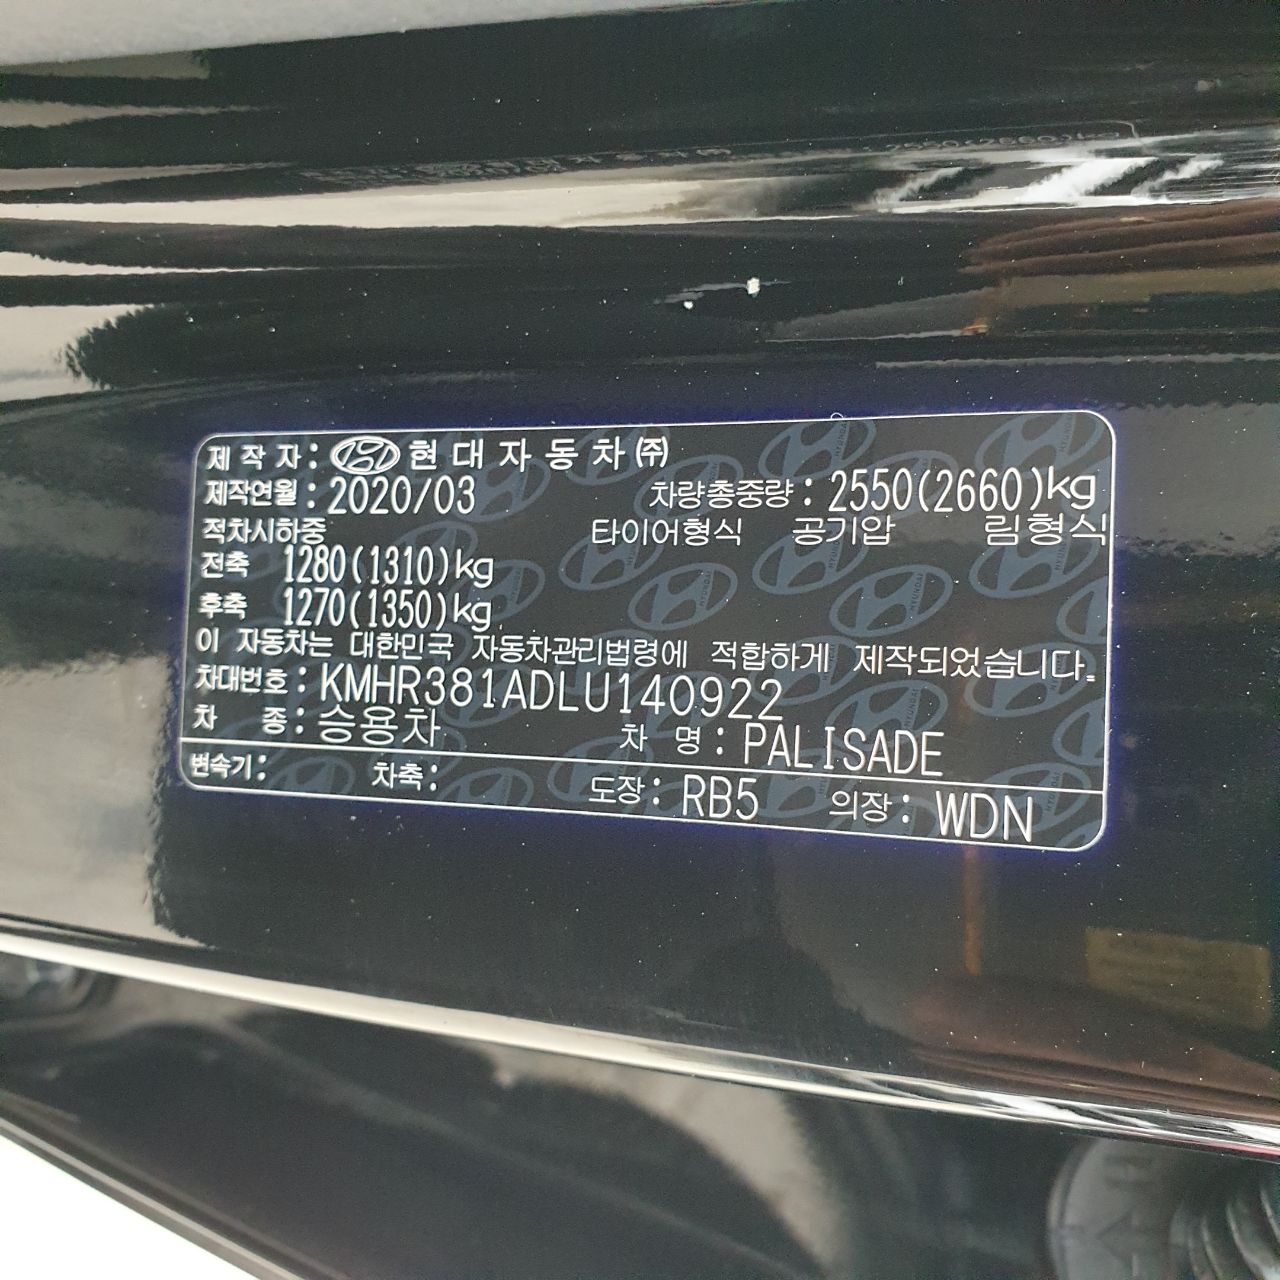 제작자: 현대자동차(주)
제작연월: 2020/03 차량총중량: 2550(2660)kg
적차시하중 타이어형식 공기압 림형식
전축 1280(1310)kg
후축 1270(1350)kg
이 자동차는 대한민국 자동차관리법령에 적합하게 제작되었습니다.
차대번호: KMHR381ADLU140922
차 종: 승용차 차 명: PALISADE
변속기: 차축: 도장: RB5 의장: WDN